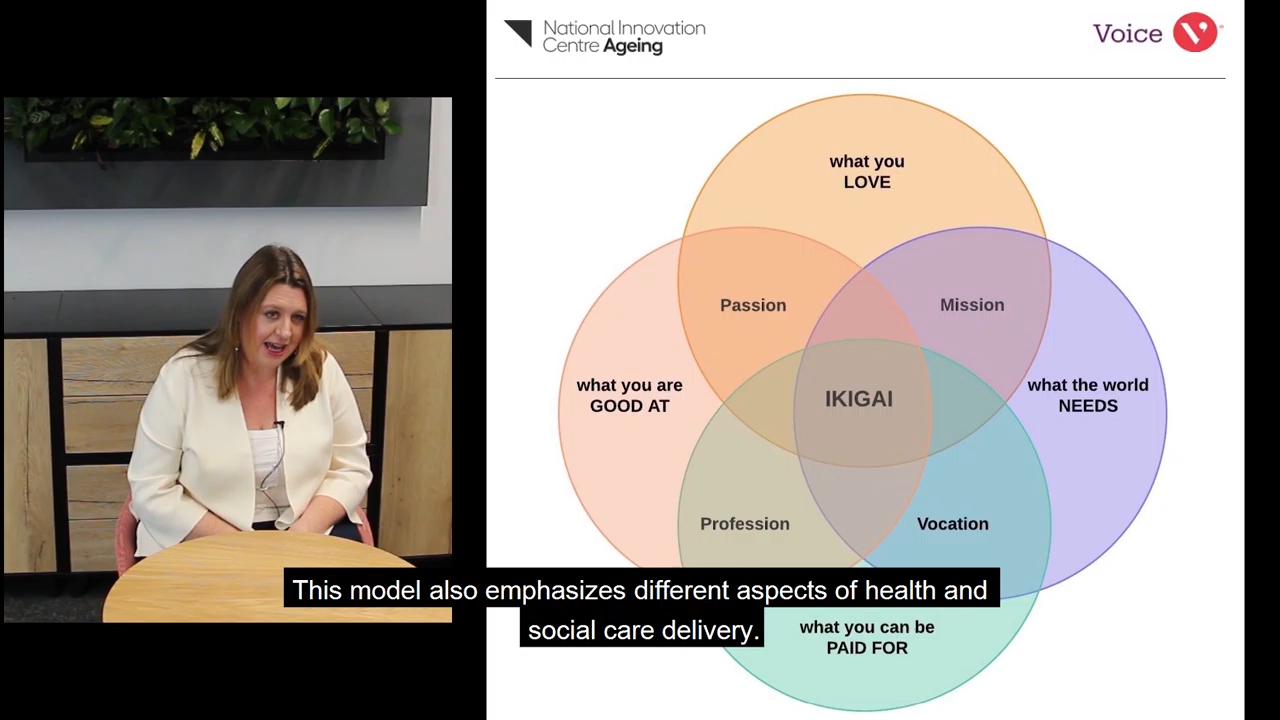 National Innovation
Centre Ageing
Voice
what you
LOVE
Passion
Mission
what you are
GOOD AT
IKIGAI
what the world
NEEDS
Profession
Vocation
This model also emphasizes different aspects of health and
social care delivery.
what you can be
PAID FOR